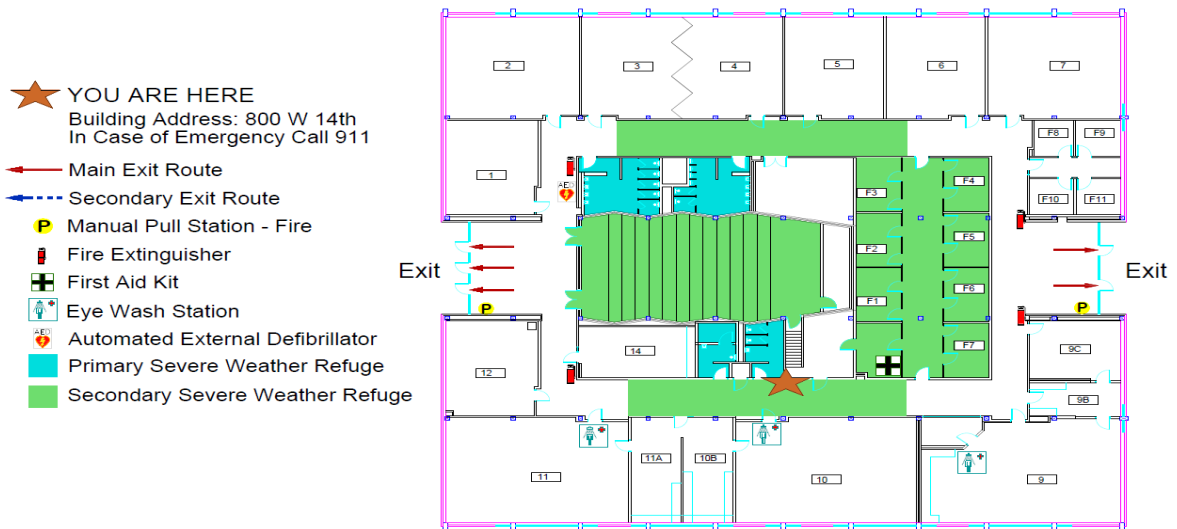 YOU ARE HERE
Building Address: 800 W 14th
In Case of Emergency Call 911
Main Exit Route
Secondary Exit Route
P
Manual Pull Station - Fire
Fire Extinguisher
First Aid Kit
Eye Wash Station
AED
Automated External Defibrillator
Primary Severe Weather Refuge
Secondary Severe Weather Refuge
2
3
4
5
6
7
F8
F9
1
AED
F3
F4
F10
F11
F2
F5
Exit
Exit
F1
F6
P
P
12
14
F7
9C
9B
11
11A
10B
10
9